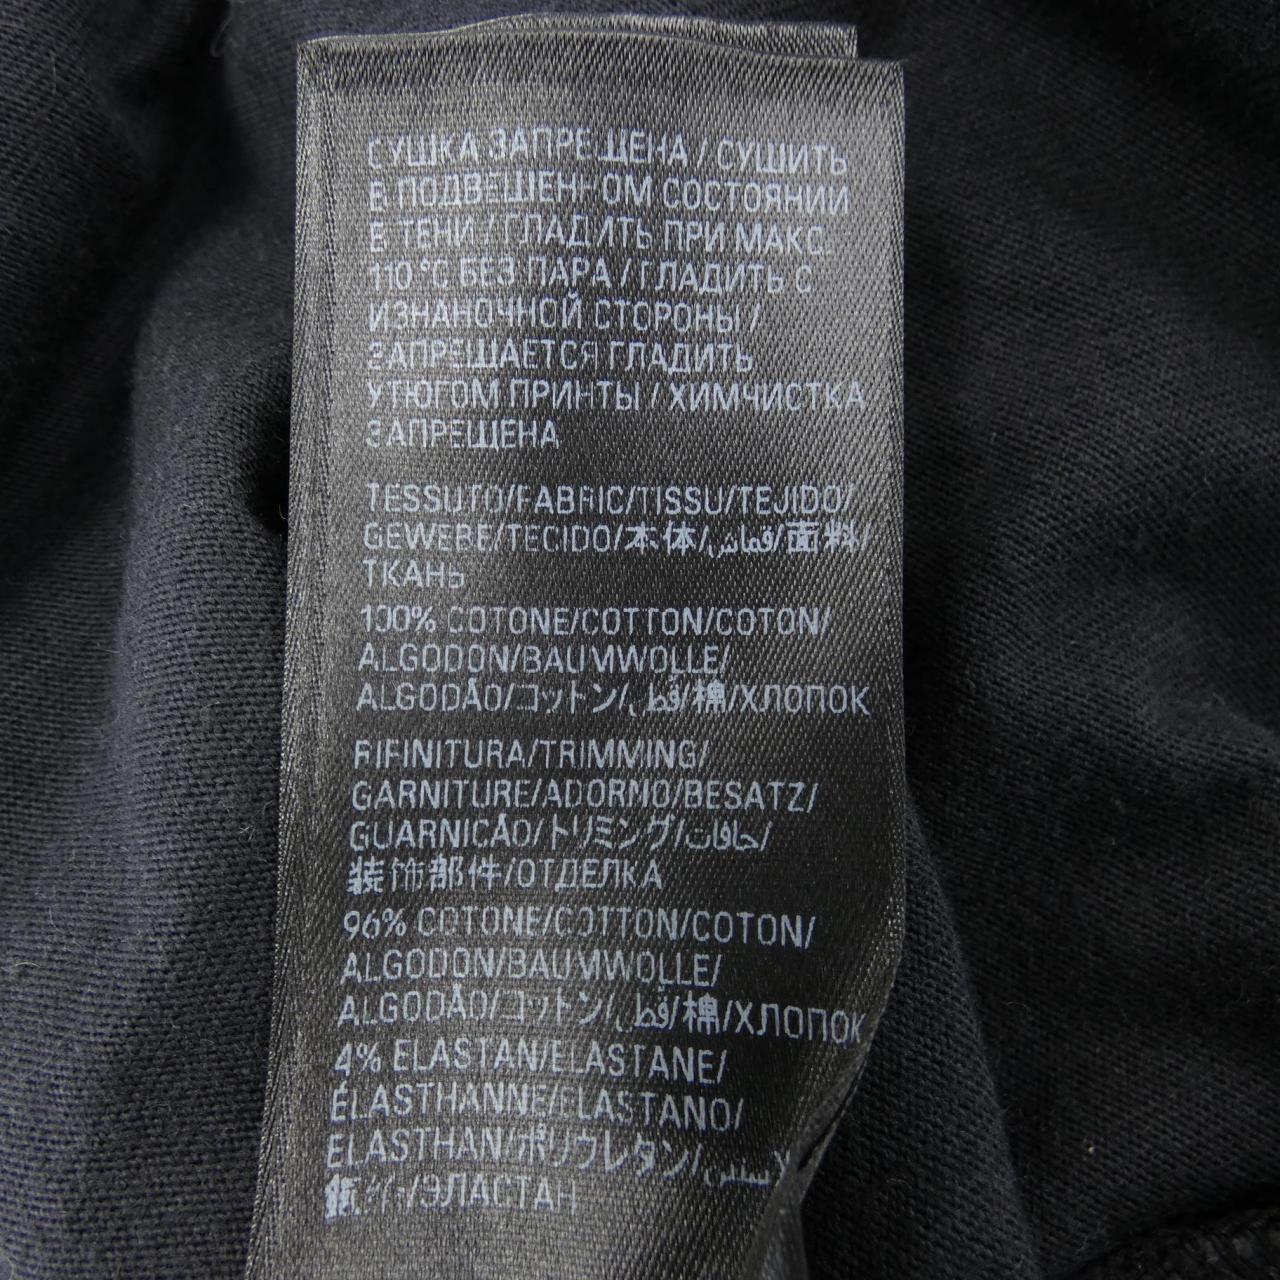 СУШКА ЗАПРЕЩЕНА / СУШИТЬ
В ПОДВЕШЕННОМ СОСТОЯНИИ
В ТЕНИ / ГЛАДИТЬ ПРИ МАКС.
110 °C БЕЗ ПАРА / ГЛАДИТЬ С
ИЗНАНОЧНОЙ СТОРОНЫ /
ЗАПРЕЩАЕТСЯ ГЛАДИТЬ
УТЮГОМ ПРИНТЫ / ХИМЧИСТКА
ЗАПРЕЩЕНА
TESSUTO/FABRIC/TISSU/TEJIDO/
GEWEBE/TECIDO/本体/قماش/面料/
ТКАНЬ
100% COTONE/COTTON/COTON/
ALGODON/BAUMWOLLE/
ALGODÃO/コットン/قطن/棉/ХЛОПОК
RIFINITURA/TRIMMING/
GARNITURE/ADORNO/BESATZ/
GUARNICÃO/トリミング/حافات/
装饰部件/ОТДЕЛКА
96% COTONE/COTTON/COTON/
ALGODON/BAUMWOLLE/
ALGODÃO/コットン/قطن/棉/ХЛОПОК
4% ELASTAN/ELASTANE/
ÉLASTHANNE/ELASTANO/
ELASTHAN/ポリウレタン/
/ЭЛАСТАН